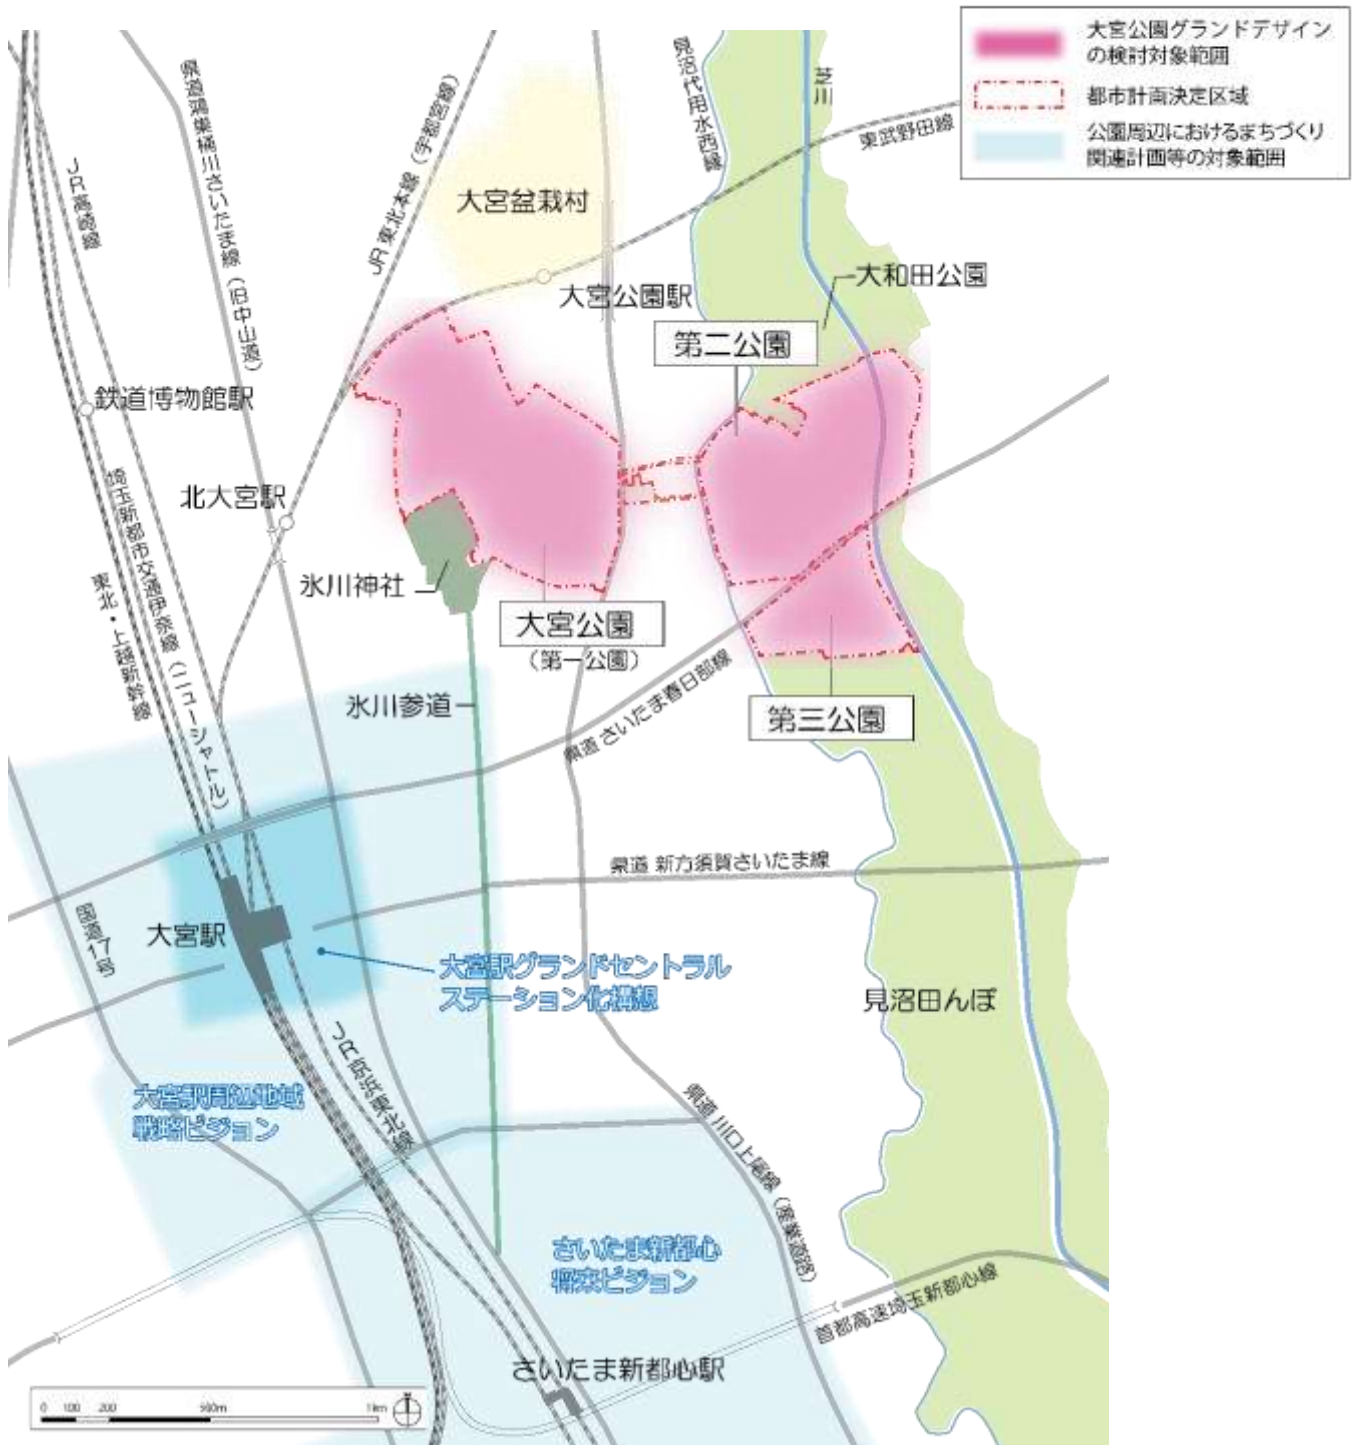 大宮公園グランドデザイン
の検討対象範囲
都市計画決定区域
公園周辺におけるまちづくり
関連計画等の対象範囲
見沼代用水西縁
芝川
東武野田線
県道鴻巣桶川さいたま線（旧中山道）
JR東北本線（宇都宮線）
JR高崎線
大宮盆栽村
大宮公園駅
大和田公園
第二公園
鉄道博物館駅
北大宮駅
埼玉新都市交通伊奈線（ニューシャトル）
東北・上越新幹線
氷川神社
大宮公園
（第一公園）
氷川参道
県道 さいたま春日部線
第三公園
県道 新方須賀さいたま線
国道17号
大宮駅
大宮駅グランドセントラル
ステーション化構想
見沼田んぼ
JR京浜東北線
大宮駅周辺地域
戦略ビジョン
県道 川口上尾線（産業道路）
さいたま新都心
将来ビジョン
首都高速埼玉新都心線
さいたま新都心駅
0 100 200 500m 1km